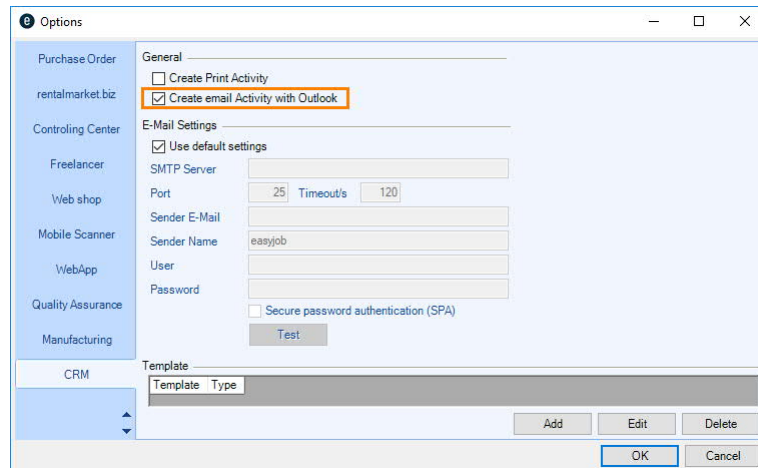 e Options
Purchase Order
rentalmarket.biz
Controling Center
Freelancer
Web shop
Mobile Scanner
WebApp
Quality Assurance
Manufacturing
CRM
General
Create Print Activity
Create email Activity with Outlook
E-Mail Settings
Use default settings
SMTP Server
Port 25 Timeout/s 120
Sender E-Mail
Sender Name easyjob
User
Password
Secure password authentication (SPA)
Test
Template
Template Type
Add Edit Delete
OK Cancel